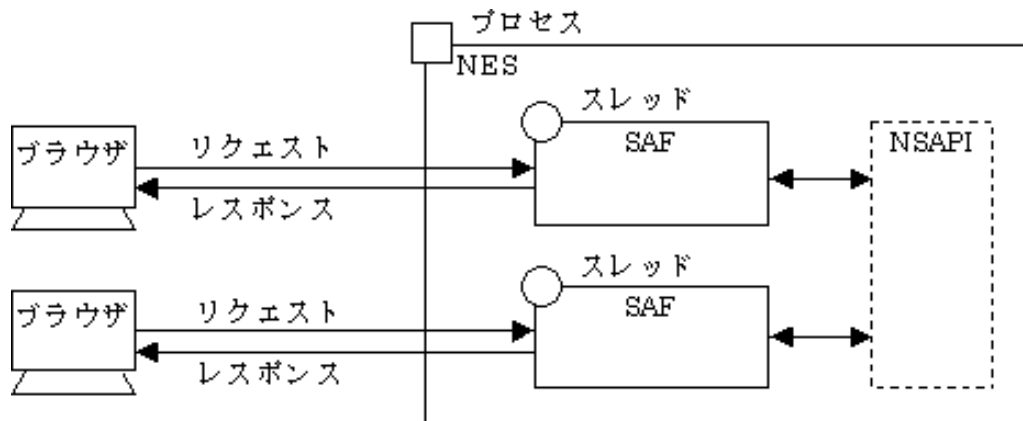 プロセス
NES
スレッド
SAF
NSAPI
ブラウザ
リクエスト
レスポンス
スレッド
SAF
ブラウザ
リクエスト
レスポンス